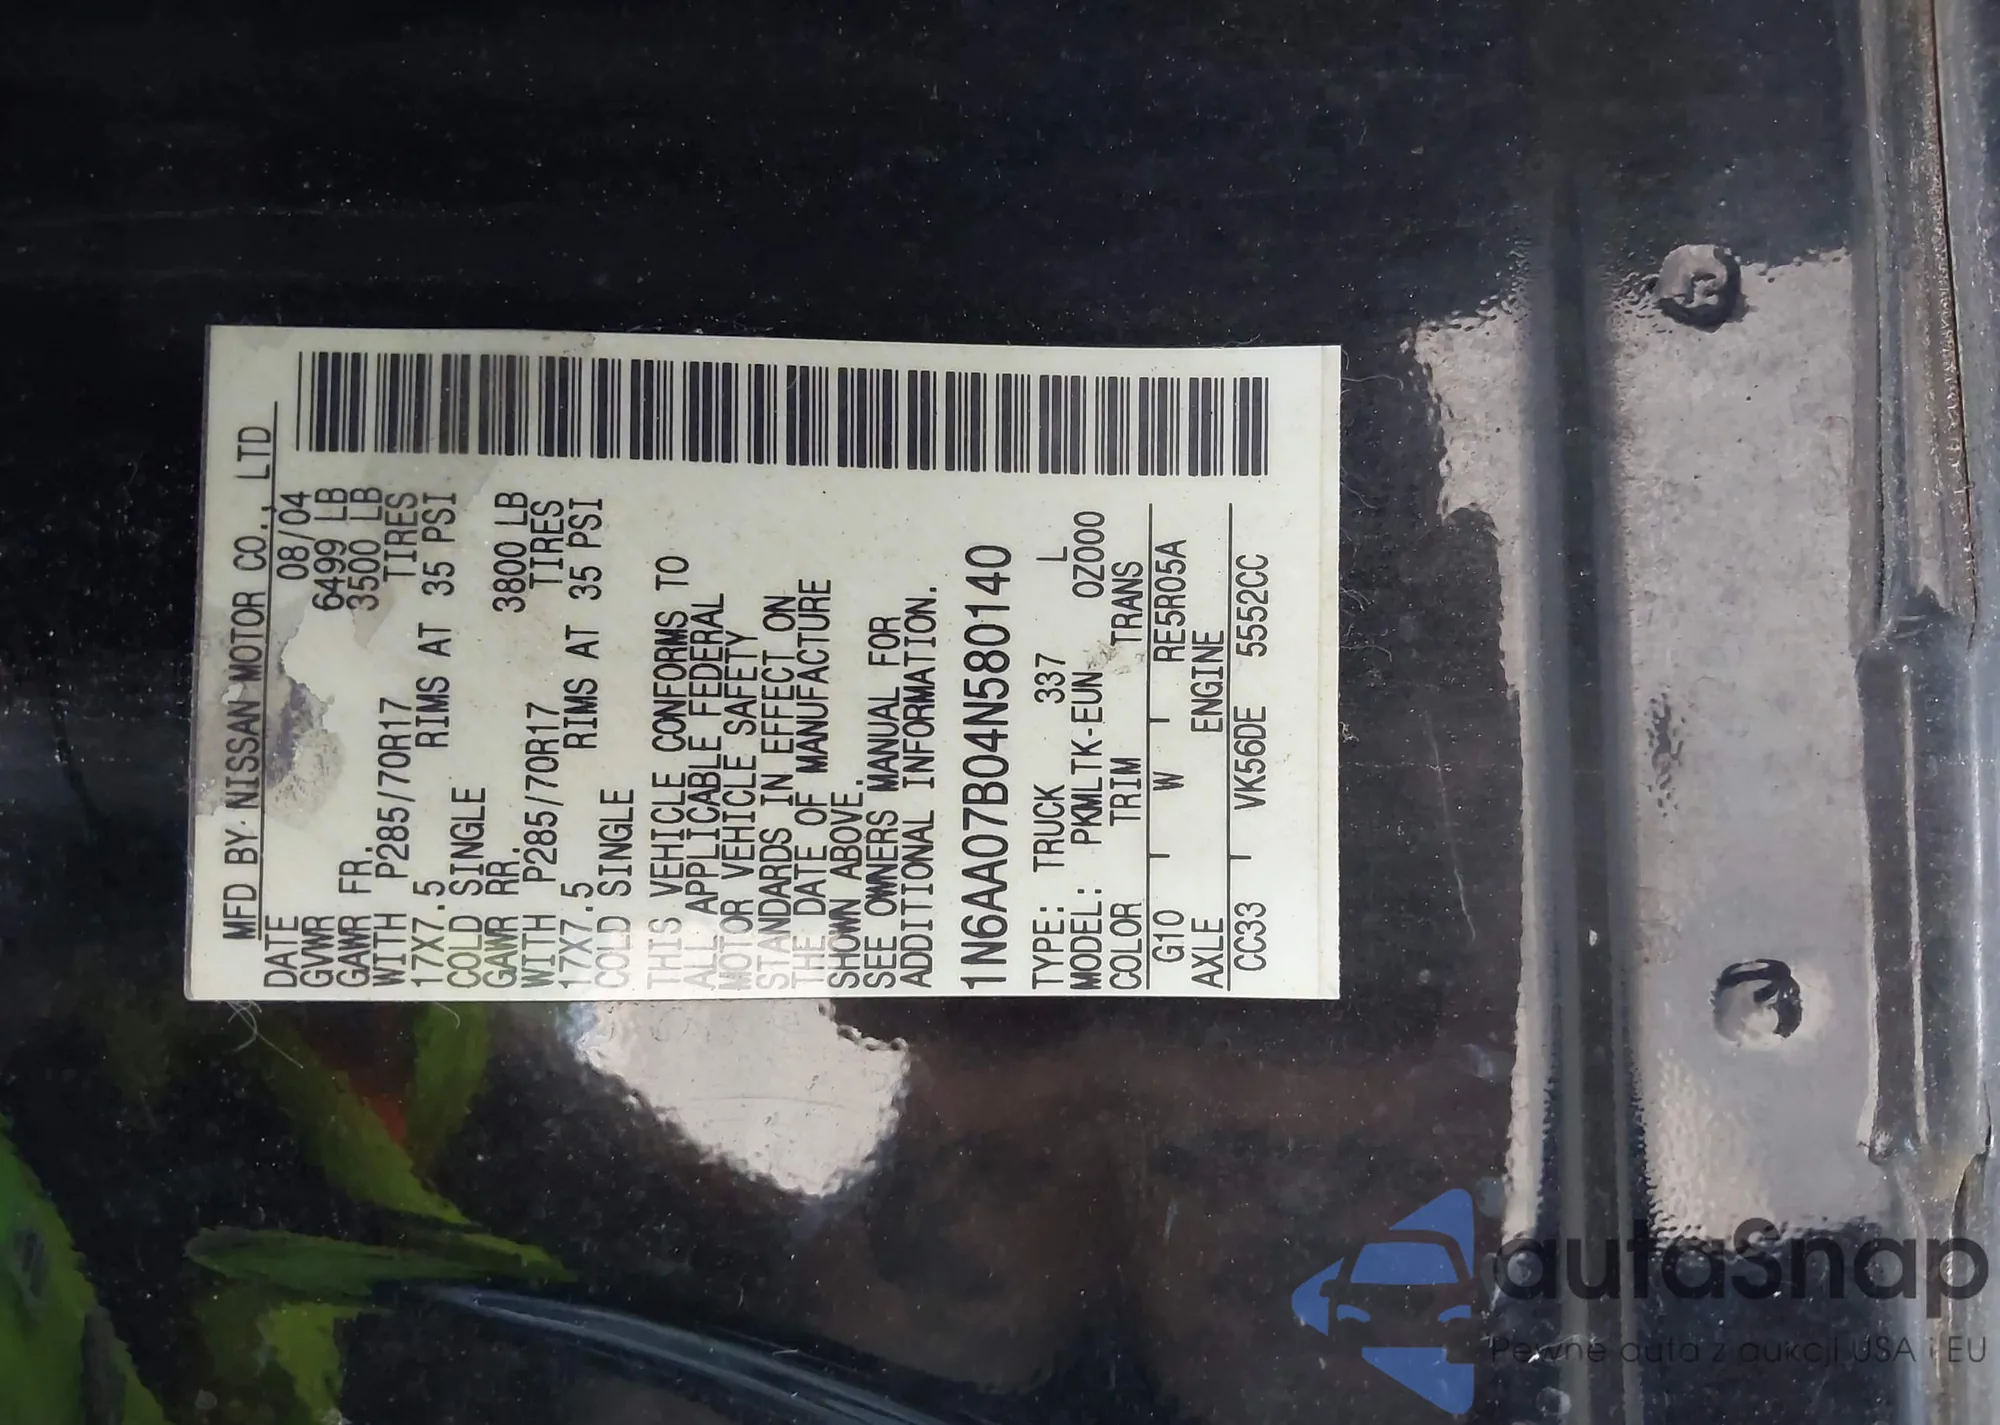 MFD BY NISSAN MOTOR CO., LTD
DATE 08/04
GVWR 6499 LB
GAWR FR. 3500 LB
WITH P285/70R17 TIRES
17X7.5 RIMS AT 35 PSI
COLD SINGLE
GAWR RR. 3800 LB
WITH P285/70R17 TIRES
17X7.5 RIMS AT 35 PSI
COLD SINGLE
THIS VEHICLE CONFORMS TO
ALL APPLICABLE FEDERAL
MOTOR VEHICLE SAFETY
STANDARDS IN EFFECT ON
THE DATE OF MANUFACTURE
SHOWN ABOVE.
SEE OWNERS MANUAL FOR
ADDITIONAL INFORMATION.
1N6AA07B04N580140
TYPE: TRUCK 337 L
MODEL: PKMLTK-EUN 0Z000
COLOR TRIM TRANS
G10 W RE5R05A
AXLE ENGINE
CC33 VK56DE 5552CC
autaSnap
Pewne auta z aukcji USA i EU